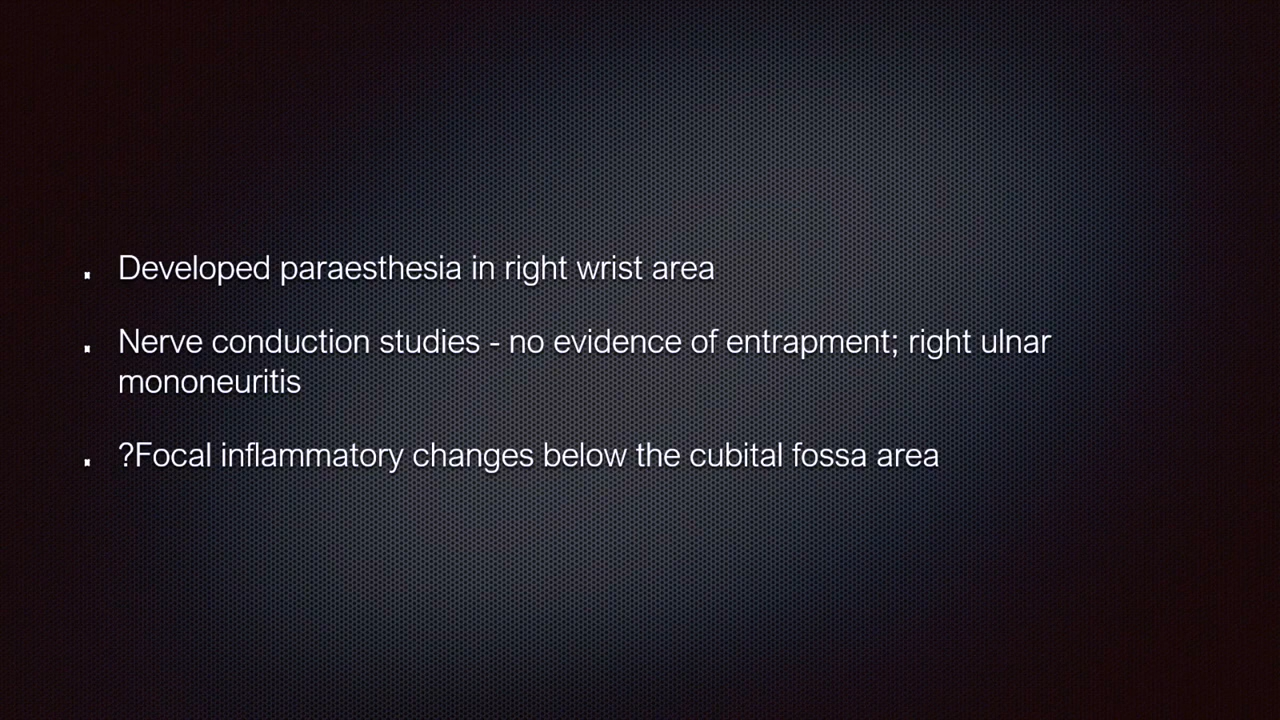 Developed paraesthesia in right wrist area
Nerve conduction studies - no evidence of entrapment; right ulnar
mononeuritis
?Focal inflammatory changes below the cubital fossa area